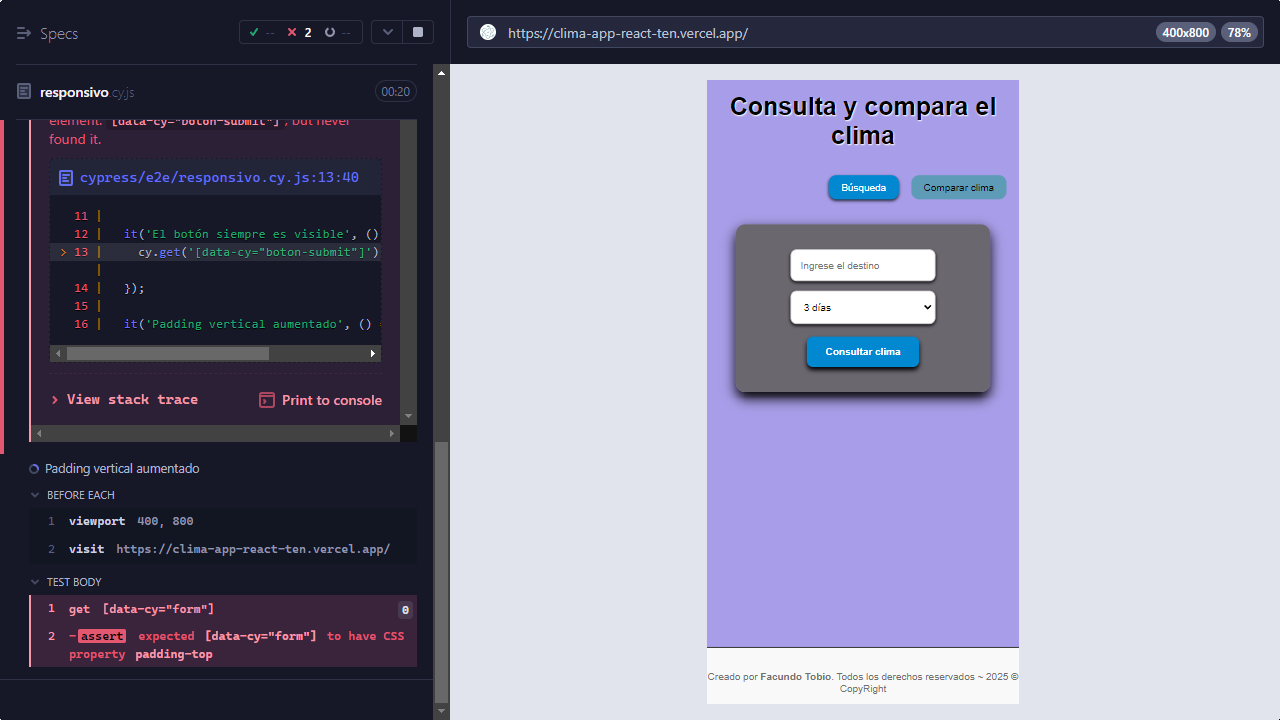 Specs
-- 2 --
responsivo.cy.js
00:20
element: [data-cy="boton-submit"], but never
found it.
cypress/e2e/responsivo.cy.js:13:40
11 |
12 | it('El botón siempre es visible', ()
> 13 | cy.get('[data-cy="boton-submit"]')
|
14 | });
15 |
16 | it('Padding vertical aumentado', () =
> View stack trace
Print to console
Padding vertical aumentado
BEFORE EACH
1 viewport 400, 800
2 visit https://clima-app-react-ten.vercel.app/
TEST BODY
1 get [data-cy="form"] 0
2 -assert expected [data-cy="form"] to have CSS
property padding-top
https://clima-app-react-ten.vercel.app/
400x800 78%
Consulta y compara el
clima
Búsqueda
Comparar clima
Ingrese el destino
3 días
Consultar clima
Creado por Facundo Tobio. Todos los derechos reservados ~ 2025 ©
CopyRight